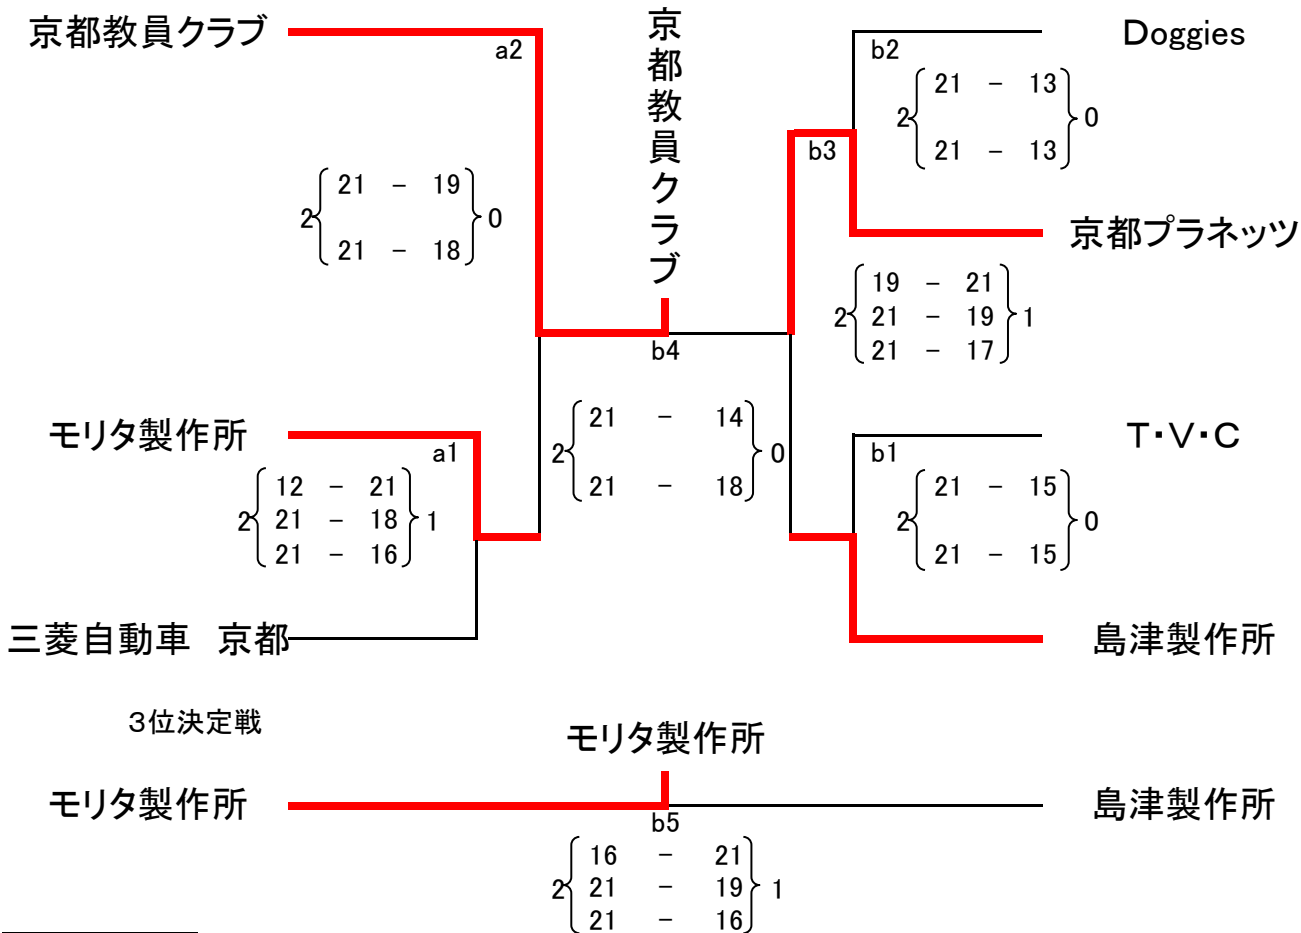 京都教員クラブ
a2
京都教員クラブ
b2
Doggies
21 － 13
2 0
21 － 13
b3
21 － 19
2 0
21 － 18
京都プラネッツ
19 － 21
2 21 － 19 1
21 － 17
b4
モリタ製作所
a1
12 － 21
2 21 － 18 1
21 － 16
21 － 14
2 0
21 － 18
b1
T・V・C
21 － 15
2 0
21 － 15
三菱自動車　京都
島津製作所
３位決定戦
モリタ製作所
モリタ製作所
島津製作所
b5
16 － 21
2 21 － 19 1
21 － 16